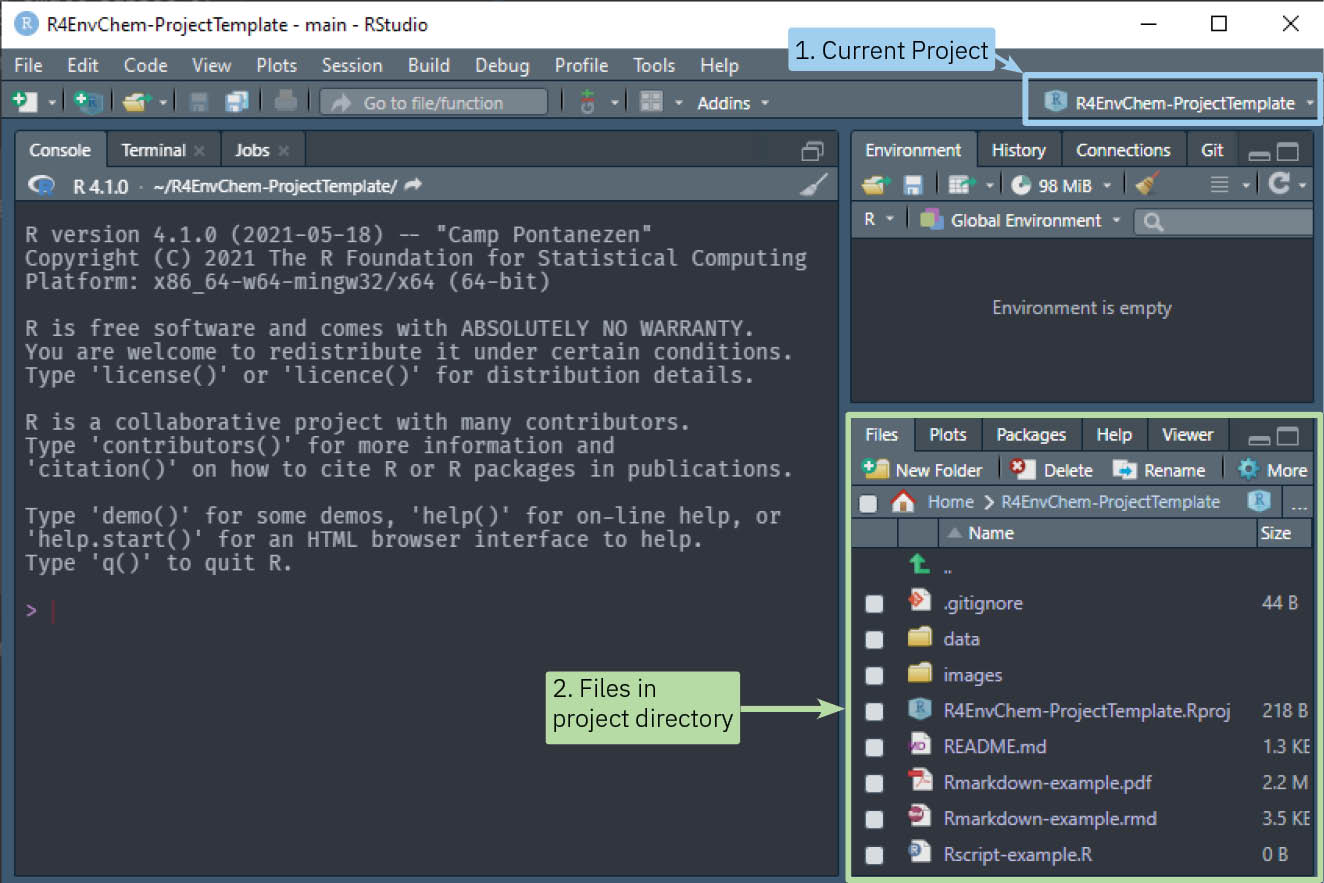 R4EnvChem-ProjectTemplate - main - RStudio
1. Current Project
File Edit Code View Plots Session Build Debug Profile Tools Help
Go to file/function Addins R4EnvChem-ProjectTemplate
Console Terminal Jobs
R 4.1.0 · ~/R4EnvChem-ProjectTemplate/
R version 4.1.0 (2021-05-18) -- "Camp Pontanezen"
Copyright (C) 2021 The R Foundation for Statistical Computing
Platform: x86_64-w64-mingw32/x64 (64-bit)
R is free software and comes with ABSOLUTELY NO WARRANTY.
You are welcome to redistribute it under certain conditions.
Type 'license()' or 'licence()' for distribution details.
R is a collaborative project with many contributors.
Type 'contributors()' for more information and
'citation()' on how to cite R or R packages in publications.
Type 'demo()' for some demos, 'help()' for on-line help, or
'help.start()' for an HTML browser interface to help.
Type 'q()' to quit R.
>
Environment History Connections Git
98 MiB
R Global Environment
Environment is empty
2. Files in
project directory
Files Plots Packages Help Viewer
New Folder Delete Rename More
Home R4EnvChem-ProjectTemplate ...
Name Size
..
.gitignore 44 B
data
images
R4EnvChem-ProjectTemplate.Rproj 218 B
README.md 1.3 KB
Rmarkdown-example.pdf 2.2 M
Rmarkdown-example.rmd 3.5 KB
Rscript-example.R 0 B